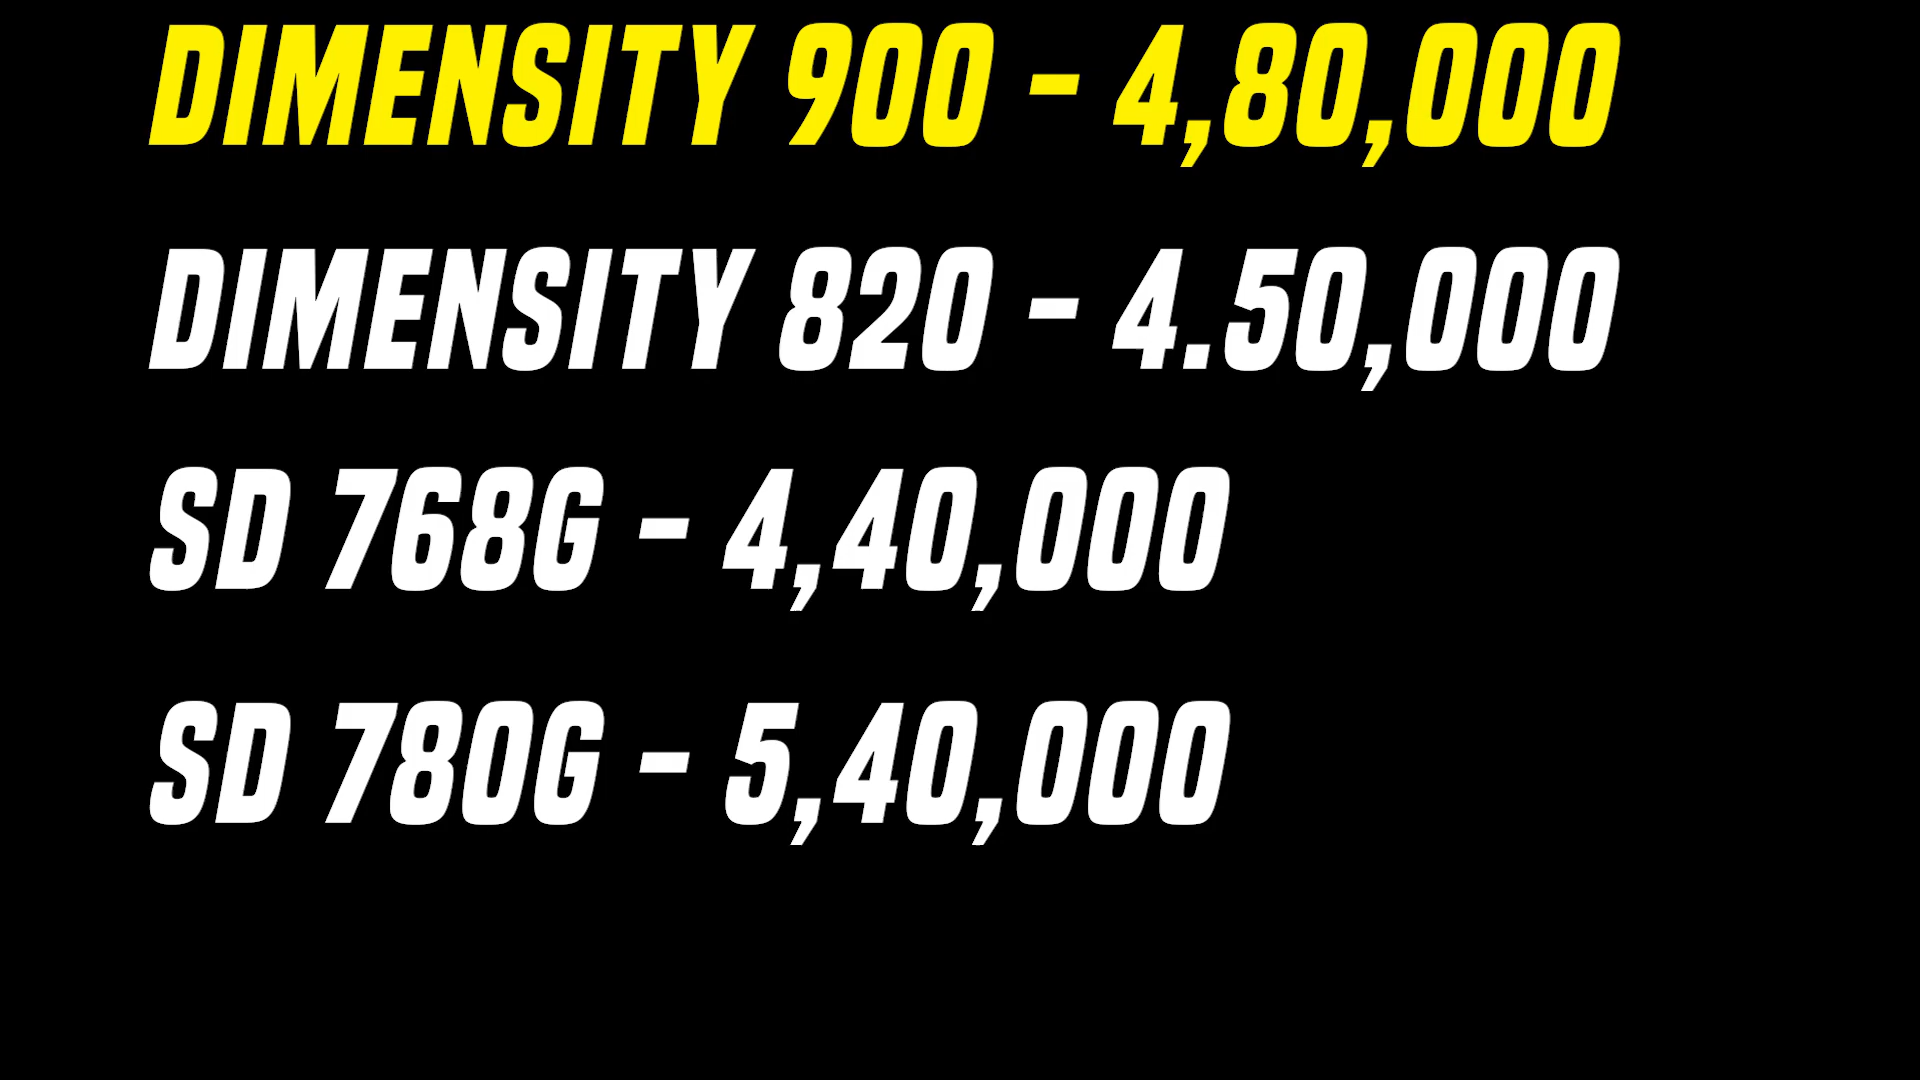 DIMENSITY 900 - 4,80,000
DIMENSITY 820 - 4.50,000
SD 768G - 4,40,000
SD 780G - 5,40,000